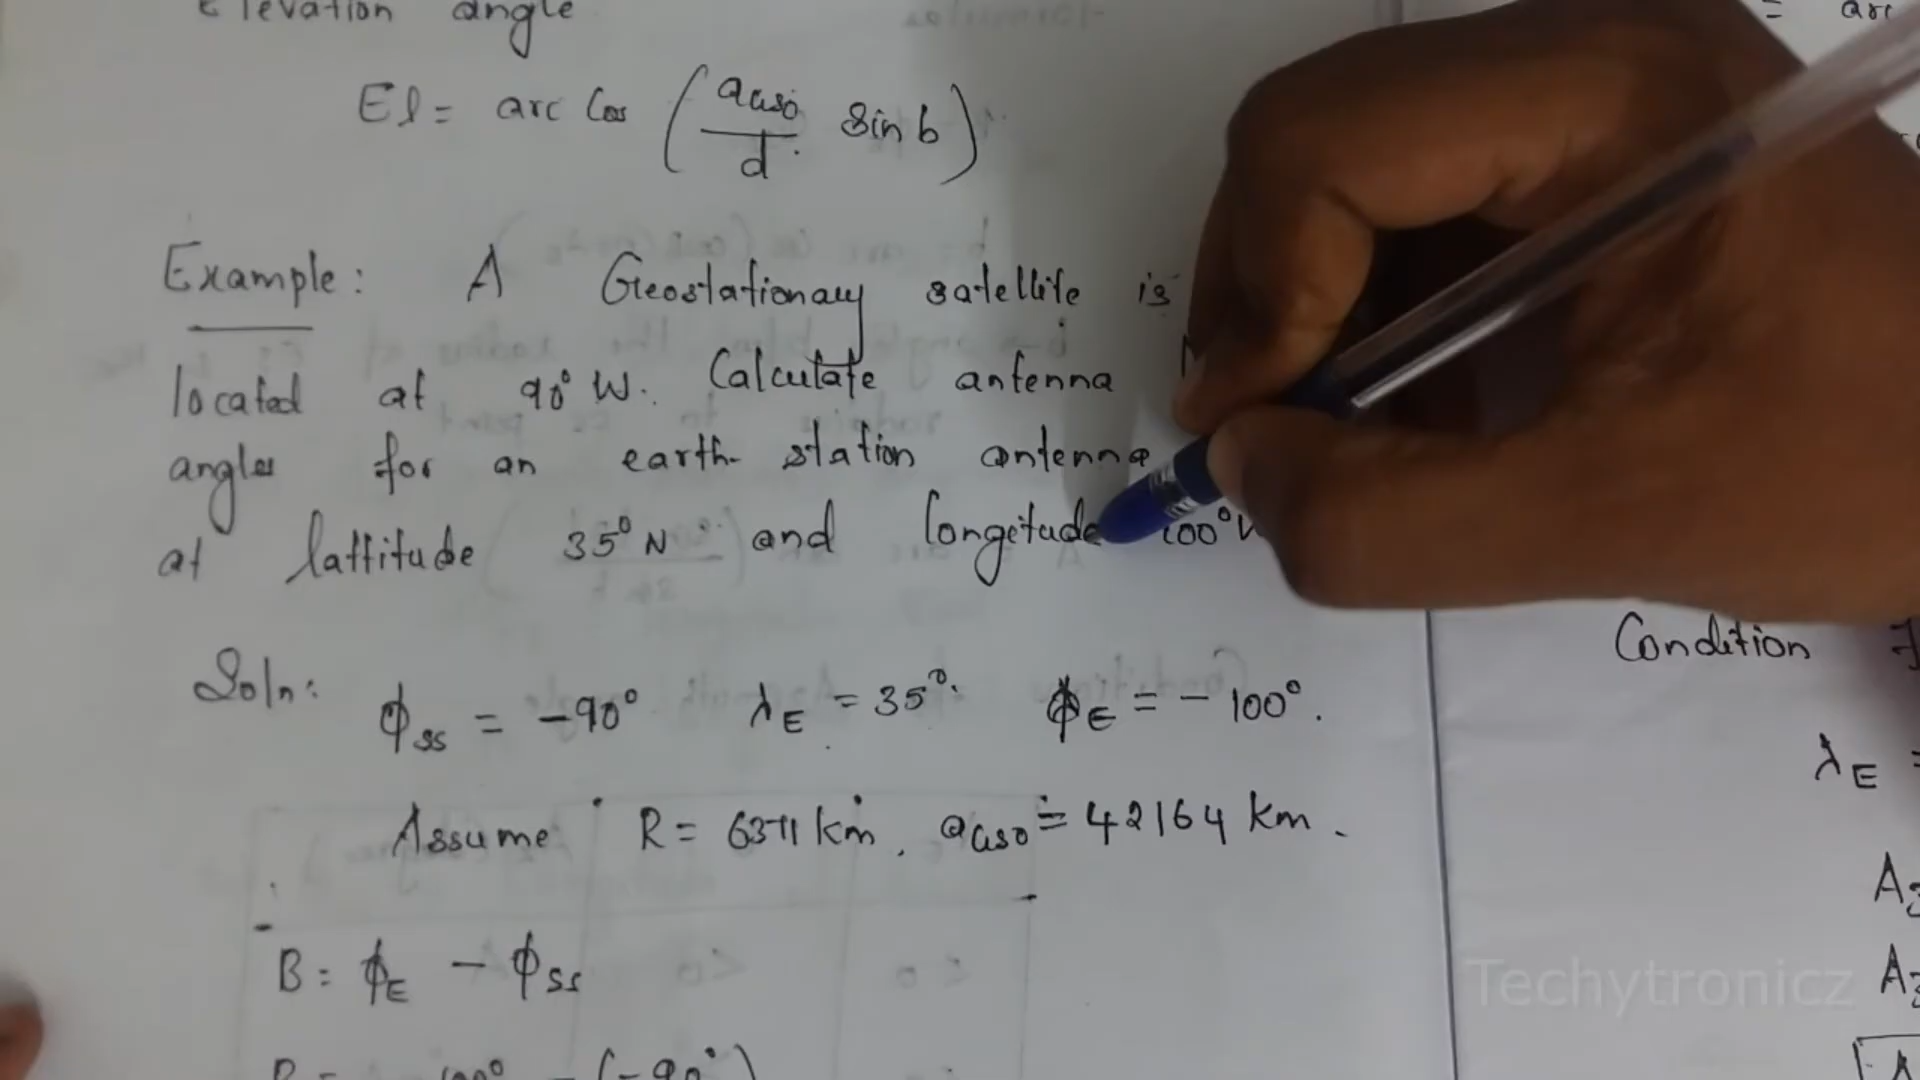 Elevation angle
El = arc Cos (aGSO/d Sin b)
Example: A Geostationary satellite is
located at 90° W. Calculate antenna
angles for an earth station antenna
at lattitude 35° N and longitude 100° W
Soln: ϕSS = -90° λE = 35°. ϕE = - 100°.
Assume R = 6371 km. aGSO = 42164 km.
B = ϕE - ϕSS
= arc
Condition
λE =
Techytronicz